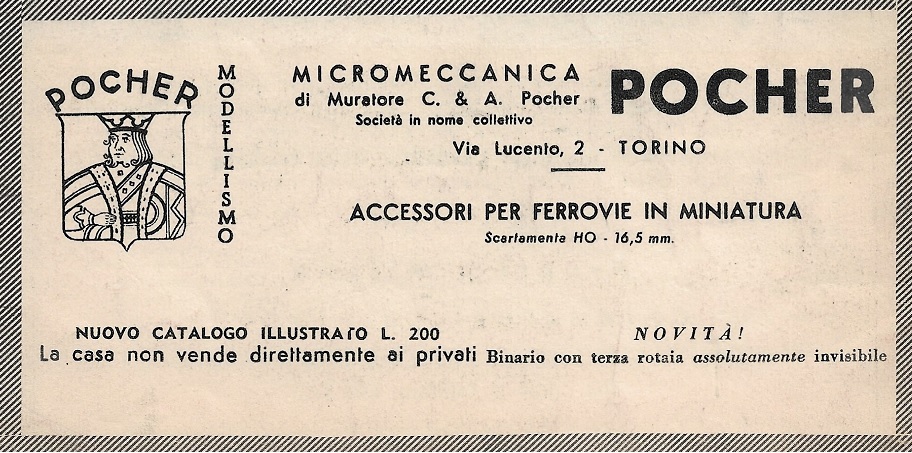 POCHER
MODELLISMO
MICROMECCANICA
di Muratore C. & A. Pocher
Società in nome collettivo
POCHER
Via Lucento, 2 - TORINO
ACCESSORI PER FERROVIE IN MINIATURA
Scartamento HO - 16,5 mm.
NUOVO CATALOGO ILLUSTRATO L. 200
La casa non vende direttamente ai privati
NOVITÀ!
Binario con terza rotaia assolutamente invisibile